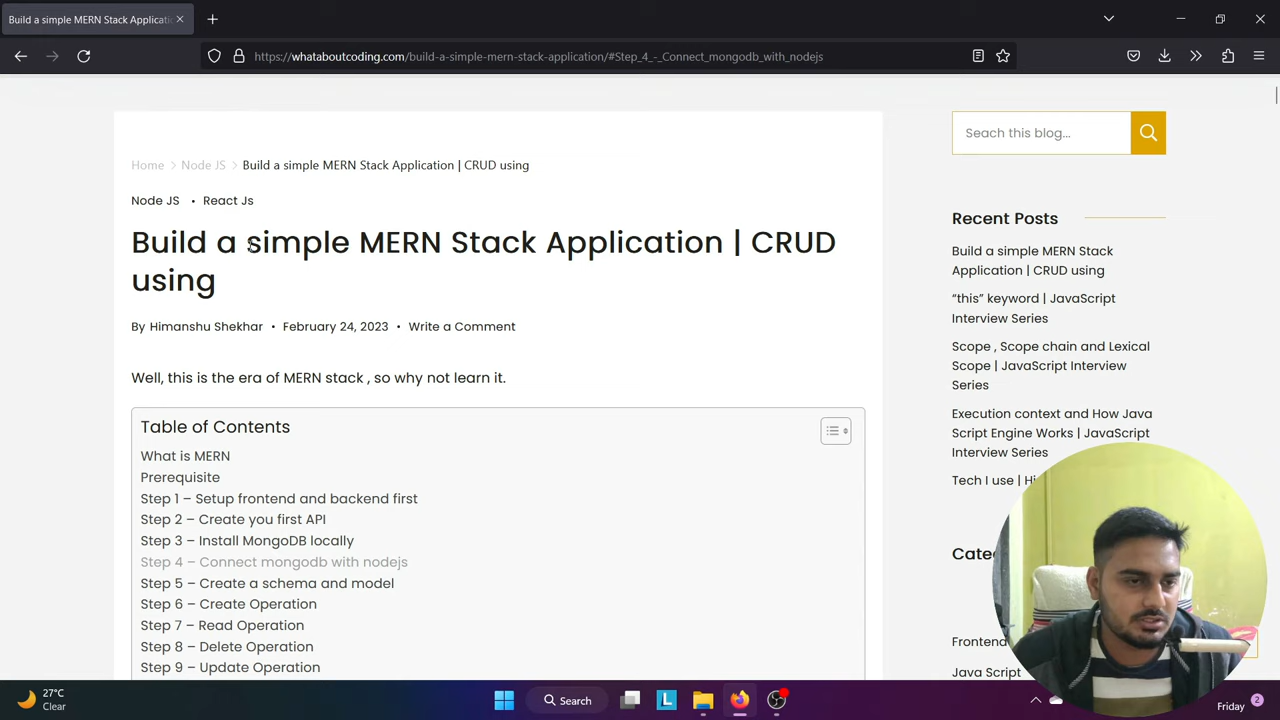 Build a simple MERN Stack Applicati
https://whataboutcoding.com/build-a-simple-mern-stack-application/#Step_4_-_Connect_mongodb_with_nodejs
Home > Node JS > Build a simple MERN Stack Application | CRUD using
Node JS • React Js
Build a simple MERN Stack Application | CRUD
using
By Himanshu Shekhar • February 24, 2023 • Write a Comment
Well, this is the era of MERN stack , so why not learn it.
Table of Contents
What is MERN
Prerequisite
Step 1 – Setup frontend and backend first
Step 2 – Create you first API
Step 3 – Install MongoDB locally
Step 4 – Connect mongodb with nodejs
Step 5 – Create a schema and model
Step 6 – Create Operation
Step 7 – Read Operation
Step 8 – Delete Operation
Step 9 – Update Operation
Seach this blog...
Recent Posts
Build a simple MERN Stack
Application | CRUD using
“this” keyword | JavaScript
Interview Series
Scope , Scope chain and Lexical
Scope | JavaScript Interview
Series
Execution context and How Java
Script Engine Works | JavaScript
Interview Series
Tech I use |
Frontend
Java Script
27°C
Clear
Search
Friday
2